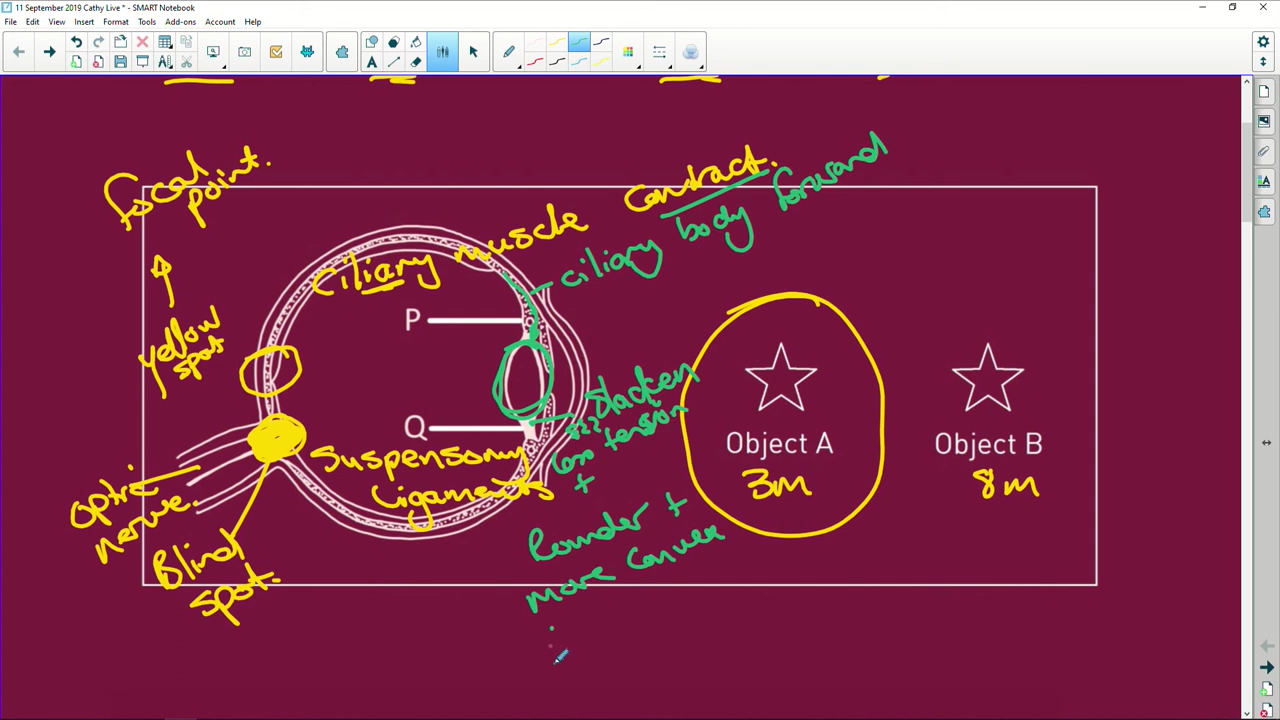 11 September 2019 Cathy Live * - SMART Notebook
File Edit View Insert Format Tools Add-ons Account Help
focal
point.
contract.
ciliary body forward
ciliary muscle
yellow
spot
P
Q
Slacken
tension
less
+
Suspensory
ligaments
optic
nerve.
Blind
spot.
Rounder +
more convex
Object A
3m
Object B
8m